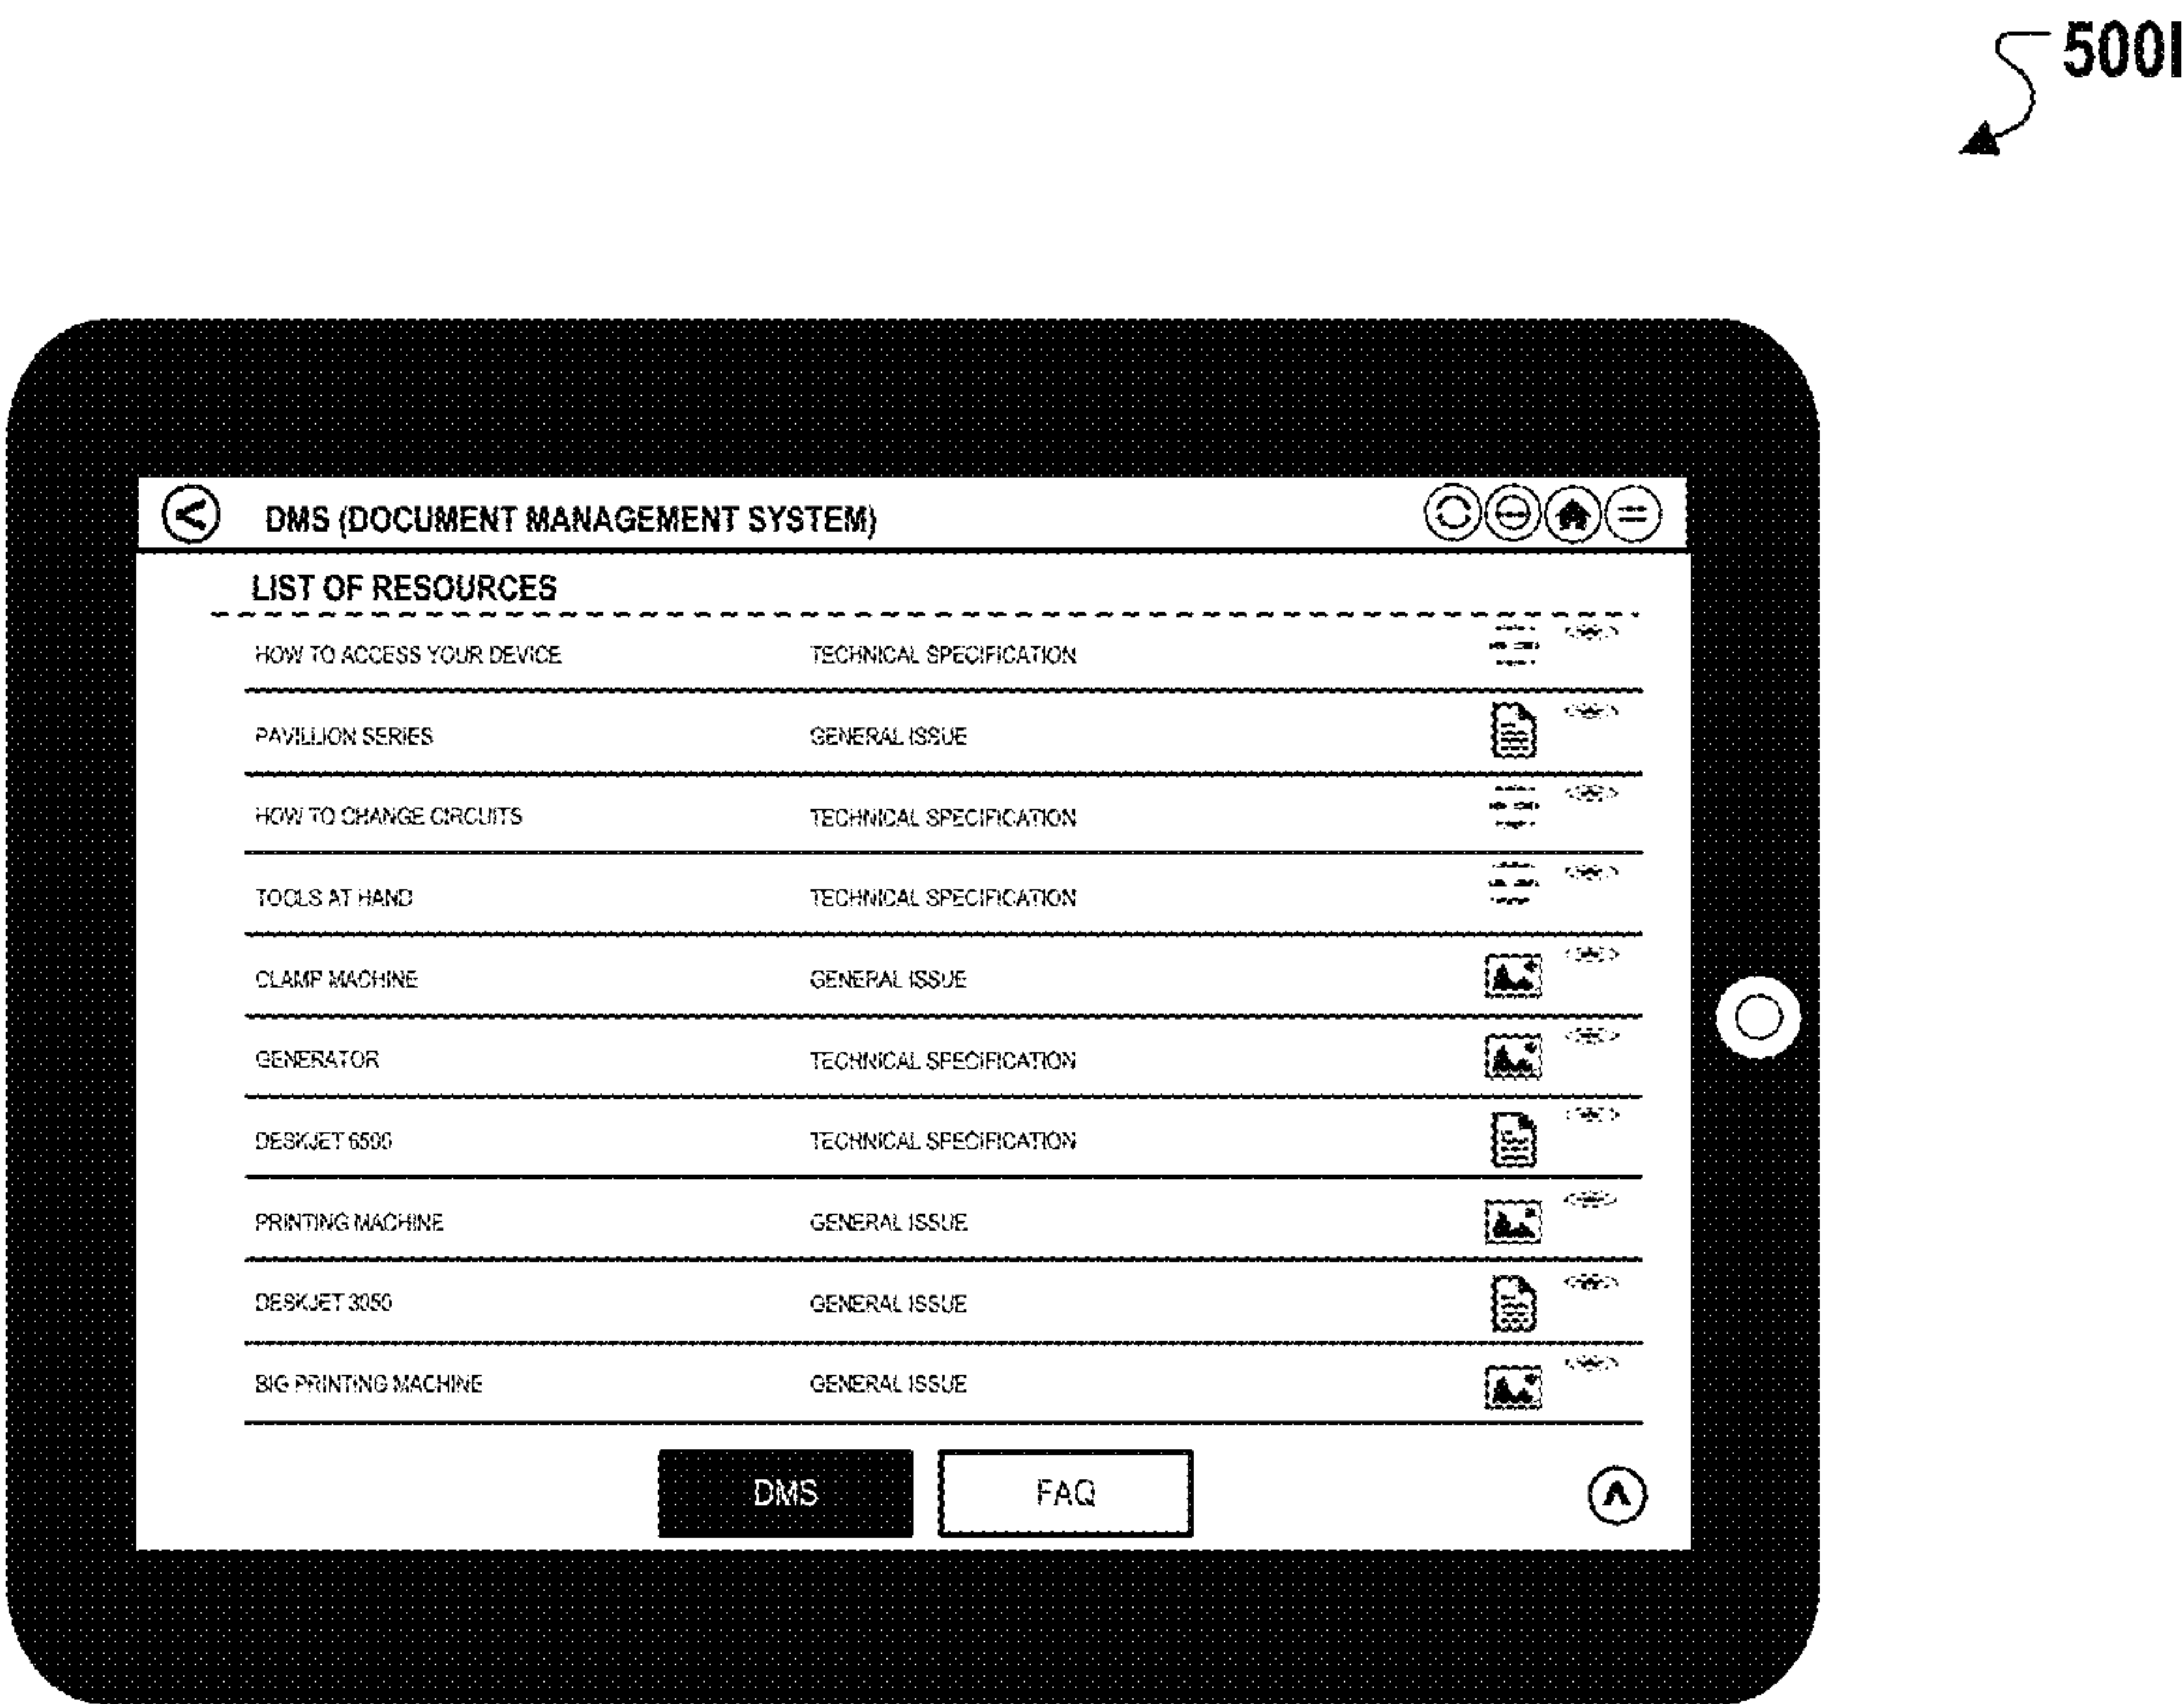 500I
DMS (DOCUMENT MANAGEMENT SYSTEM)
LIST OF RESOURCES
HOW TO ACCESS YOUR DEVICE TECHNICAL SPECIFICATION
PAVILLION SERIES GENERAL ISSUE
HOW TO CHANGE CIRCUITS TECHNICAL SPECIFICATION
TOOLS AT HAND TECHNICAL SPECIFICATION
CLAMP MACHINE GENERAL ISSUE
GENERATOR TECHNICAL SPECIFICATION
DESKJET 6500 TECHNICAL SPECIFICATION
PRINTING MACHINE GENERAL ISSUE
DESKJET 3050 GENERAL ISSUE
BIG PRINTING MACHINE GENERAL ISSUE
DMS FAQ